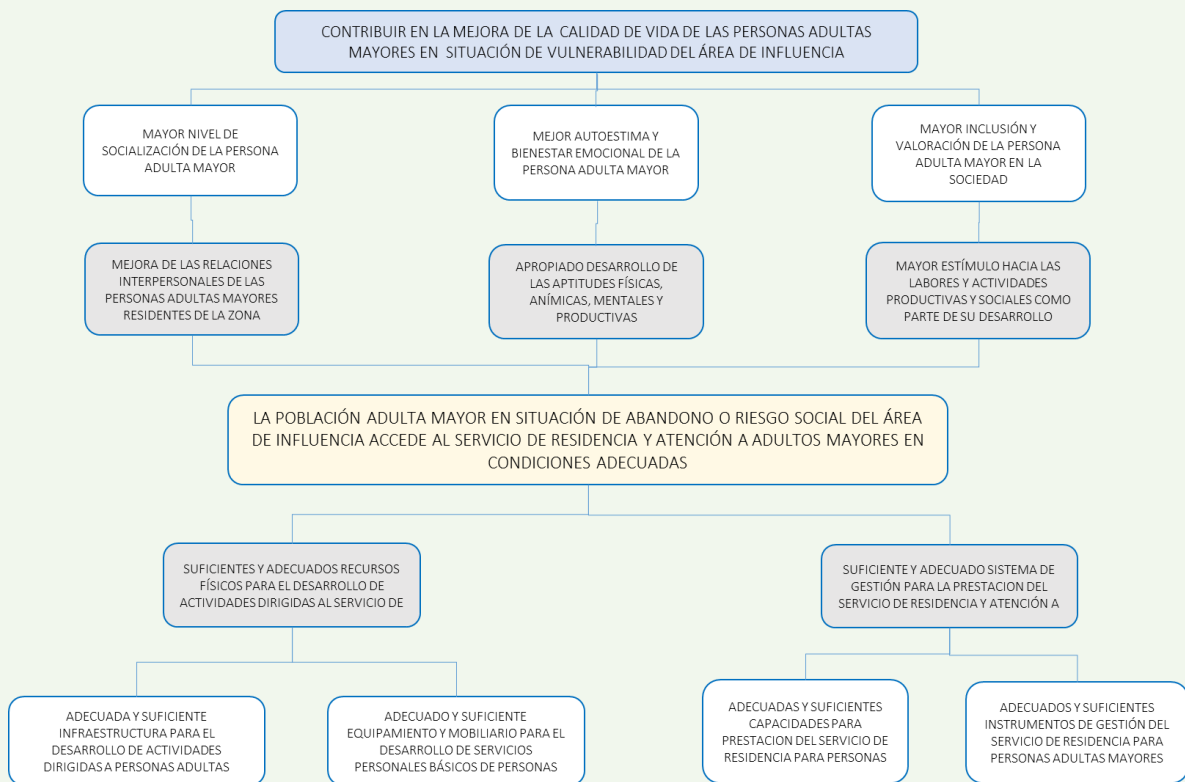 CONTRIBUIR EN LA MEJORA DE LA CALIDAD DE VIDA DE LAS PERSONAS ADULTAS
MAYORES EN SITUACIÓN DE VULNERABILIDAD DEL ÁREA DE INFLUENCIA
MAYOR NIVEL DE
SOCIALIZACIÓN DE LA PERSONA
ADULTA MAYOR
MEJOR AUTOESTIMA Y
BIENESTAR EMOCIONAL DE LA
PERSONA ADULTA MAYOR
MAYOR INCLUSIÓN Y
VALORACIÓN DE LA PERSONA
ADULTA MAYOR EN LA
SOCIEDAD
MEJORA DE LAS RELACIONES
INTERPERSONALES DE LAS
PERSONAS ADULTAS MAYORES
RESIDENTES DE LA ZONA
APROPIADO DESARROLLO DE
LAS APTITUDES FÍSICAS,
ANÍMICAS, MENTALES Y
PRODUCTIVAS
MAYOR ESTÍMULO HACIA LAS
LABORES Y ACTIVIDADES
PRODUCTIVAS Y SOCIALES COMO
PARTE DE SU DESARROLLO
LA POBLACIÓN ADULTA MAYOR EN SITUACIÓN DE ABANDONO O RIESGO SOCIAL DEL ÁREA
DE INFLUENCIA ACCEDE AL SERVICIO DE RESIDENCIA Y ATENCIÓN A ADULTOS MAYORES EN
CONDICIONES ADECUADAS
SUFICIENTES Y ADECUADOS RECURSOS
FÍSICOS PARA EL DESARROLLO DE
ACTIVIDADES DIRIGIDAS AL SERVICIO DE
SUFICIENTE Y ADECUADO SISTEMA DE
GESTIÓN PARA LA PRESTACION DEL
SERVICIO DE RESIDENCIA Y ATENCIÓN A
ADECUADA Y SUFICIENTE
INFRAESTRUCTURA PARA EL
DESARROLLO DE ACTIVIDADES
DIRIGIDAS A PERSONAS ADULTAS
ADECUADO Y SUFICIENTE
EQUIPAMIENTO Y MOBILIARIO PARA EL
DESARROLLO DE SERVICIOS
PERSONALES BÁSICOS DE PERSONAS
ADECUADAS Y SUFICIENTES
CAPACIDADES PARA
PRESTACION DEL SERVICIO DE
RESIDENCIA PARA PERSONAS
ADECUADOS Y SUFICIENTES
INSTRUMENTOS DE GESTIÓN DEL
SERVICIO DE RESIDENCIA PARA
PERSONAS ADULTAS MAYORES